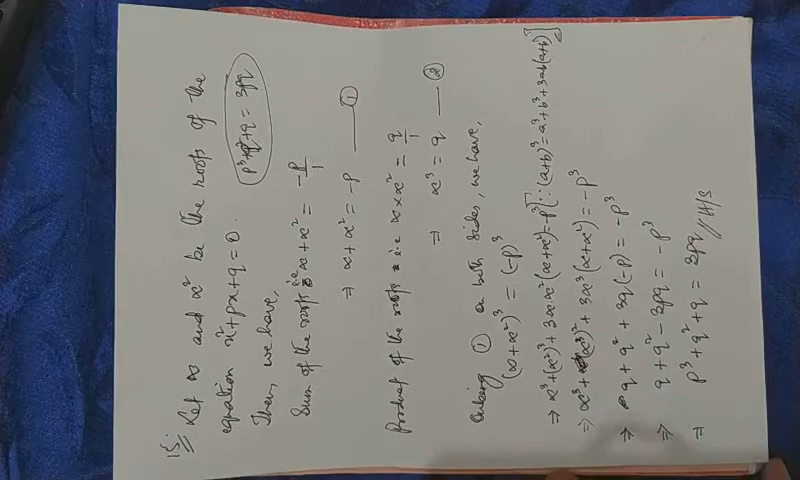 15. Let α and α² be the roots of the
equation x²+px+q=0. p³+q²+q = 3pq
Then, we have,
Sum of the roots i.e α+α² = -p/1
⇒ α+α² = -p —— ①
Product of the roots i.e α×α² = q/1
⇒ α³ = q —— ②
Cubing ① on both sides, we have,
(α+α²)³ = (-p)³
⇒ α³+(α²)³+3α·α²(α+α²)=-p³ [∵(a+b)³=a³+b³+3ab(a+b)]
⇒ α³+(α³)²+3α³(α+α²) = -p³
⇒ q+q²+3q(-p) = -p³
⇒ q+q²-3pq = -p³
⇒ p³+q²+q = 3pq //